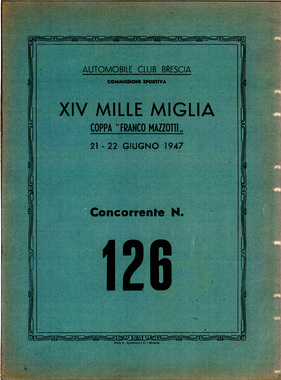 AUTOMOBILE CLUB BRESCIA
COMMISSIONE SPORTIVA
XIV MILLE MIGLIA
COPPA "FRANCO MAZZOTTI„
21 - 22 GIUGNO 1947
Concorrente N.
126